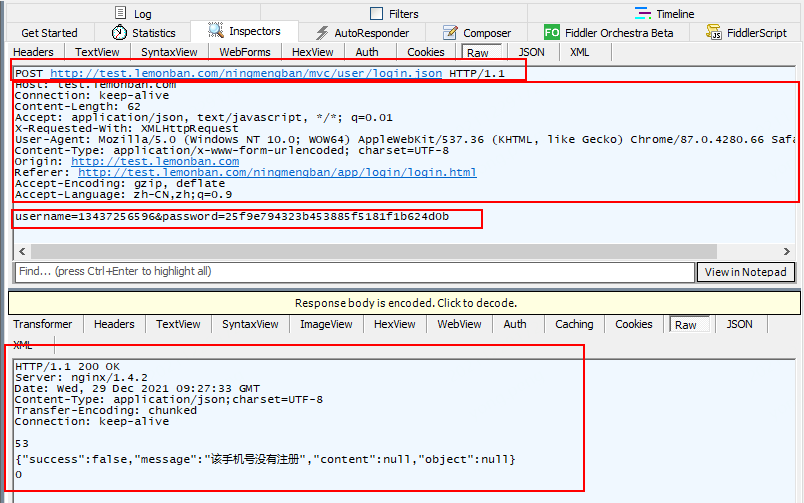 Log Filters Timeline
Get Started Statistics Inspectors AutoResponder Composer FO Fiddler Orchestra Beta FiddlerScript
Headers TextView SyntaxView WebForms HexView Auth Cookies Raw JSON XML
POST http://test.lemonban.com/ningmengban/mvc/user/login.json HTTP/1.1
Host: test.lemonban.com
Connection: keep-alive
Content-Length: 62
Accept: application/json, text/javascript, */*; q=0.01
X-Requested-With: XMLHttpRequest
User-Agent: Mozilla/5.0 (Windows NT 10.0; WOW64) AppleWebKit/537.36 (KHTML, like Gecko) Chrome/87.0.4280.66 Safa
Content-Type: application/x-www-form-urlencoded; charset=UTF-8
Origin: http://test.lemonban.com
Referer: http://test.lemonban.com/ningmengban/app/login/login.html
Accept-Encoding: gzip, deflate
Accept-Language: zh-CN,zh;q=0.9
username=13437256596&password=25f9e794323b453885f5181f1b624d0b
Find... (press Ctrl+Enter to highlight all) View in Notepad
Response body is encoded. Click to decode.
Transformer Headers TextView SyntaxView ImageView HexView WebView Auth Caching Cookies Raw JSON
XML
HTTP/1.1 200 OK
Server: nginx/1.4.2
Date: Wed, 29 Dec 2021 09:27:33 GMT
Content-Type: application/json;charset=UTF-8
Transfer-Encoding: chunked
Connection: keep-alive
53
{"success":false,"message":"该手机号没有注册","content":null,"object":null}
0